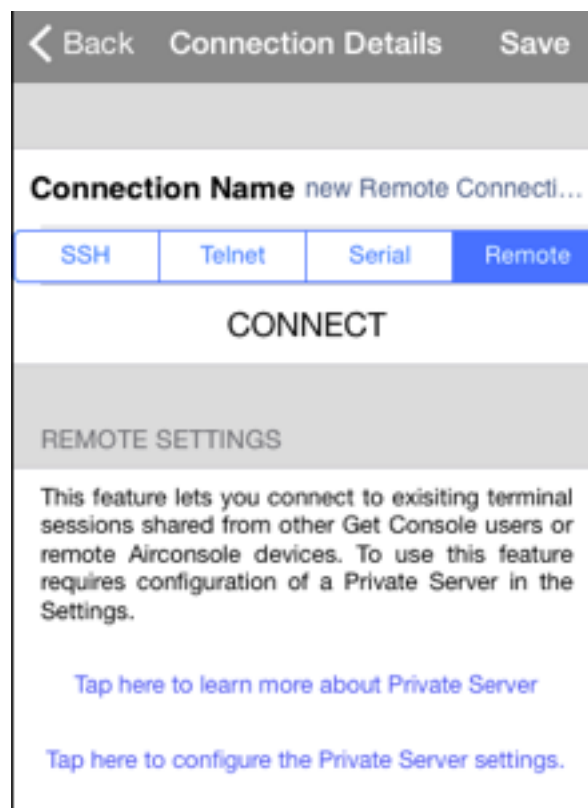 Back Connection Details Save
Connection Name new Remote Connecti...
SSH Telnet Serial Remote
CONNECT
REMOTE SETTINGS
This feature lets you connect to exisiting terminal
sessions shared from other Get Console users or
remote Airconsole devices. To use this feature
requires configuration of a Private Server in the
Settings.
Tap here to learn more about Private Server
Tap here to configure the Private Server settings.